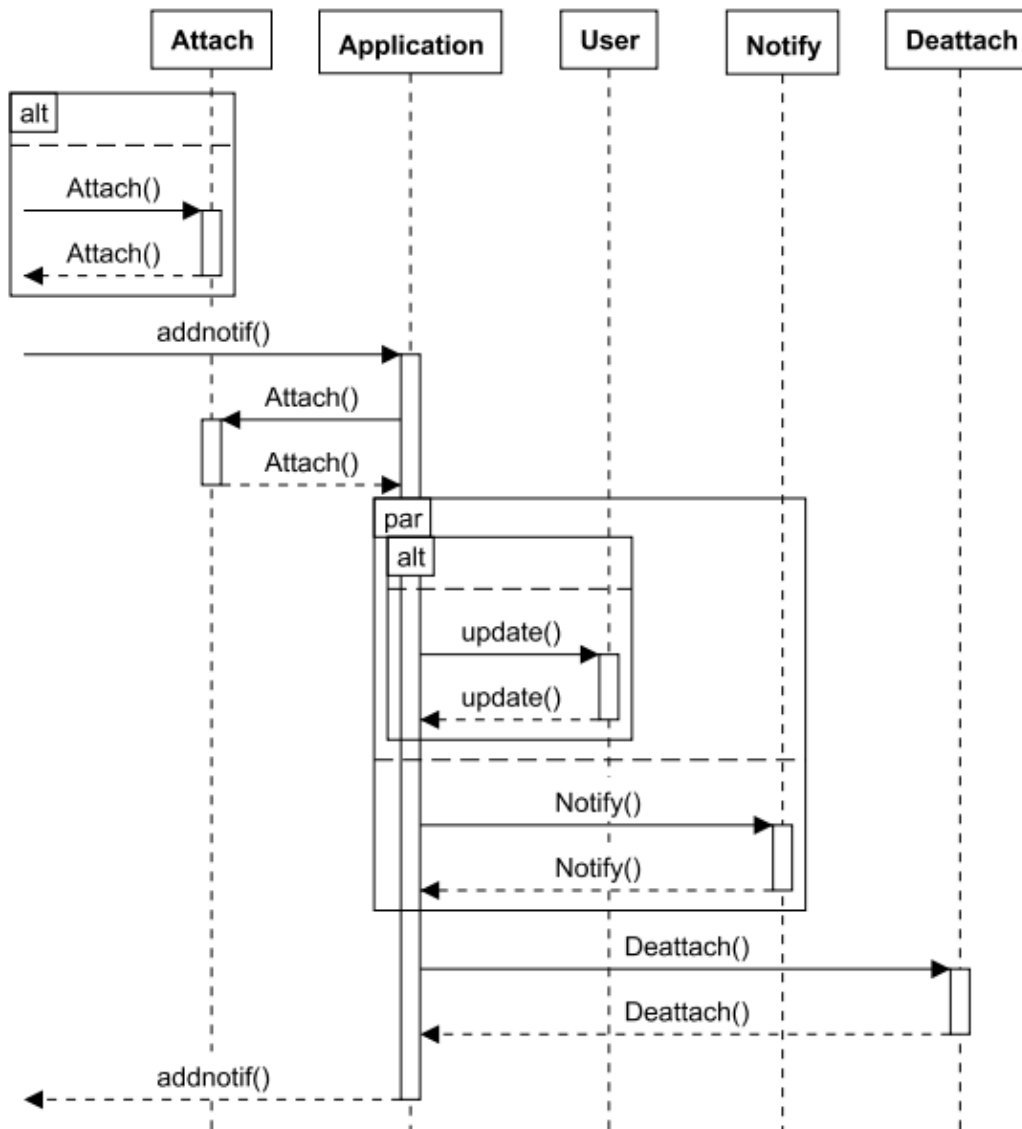 Attach
Application
User
Notify
Deattach
alt
Attach()
Attach()
addnotif()
Attach()
Attach()
par
alt
update()
update()
Notify()
Notify()
Deattach()
Deattach()
addnotif()